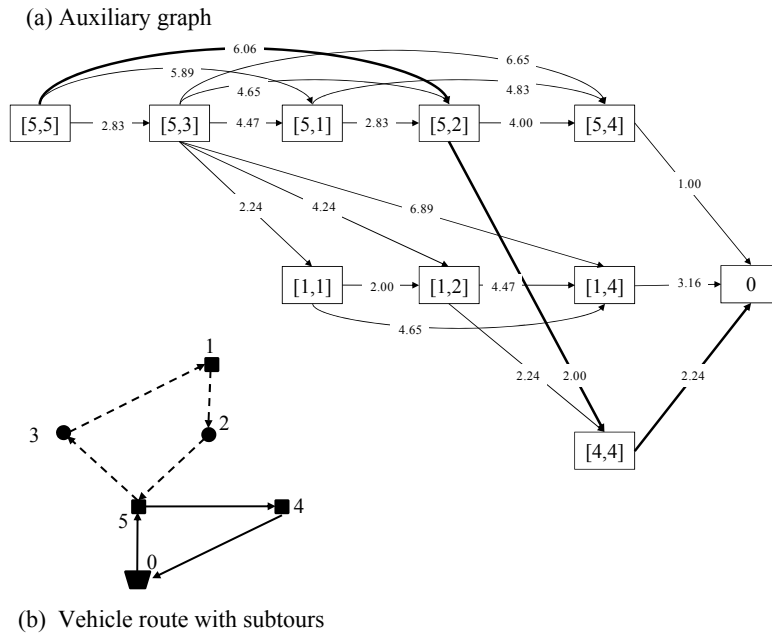 (a) Auxiliary graph
6.06
6.65
5.89
4.65
4.83
[5,5] 2.83 [5,3] 4.47 [5,1] 2.83 [5,2] 4.00 [5,4]
1.00
2.24 4.24 6.89
[1,1] 2.00 [1,2] 4.47 [1,4] 3.16 0
4.65
2.24 2.00 2.24
[4,4]
1
3 2
5 4
0
(b) Vehicle route with subtours